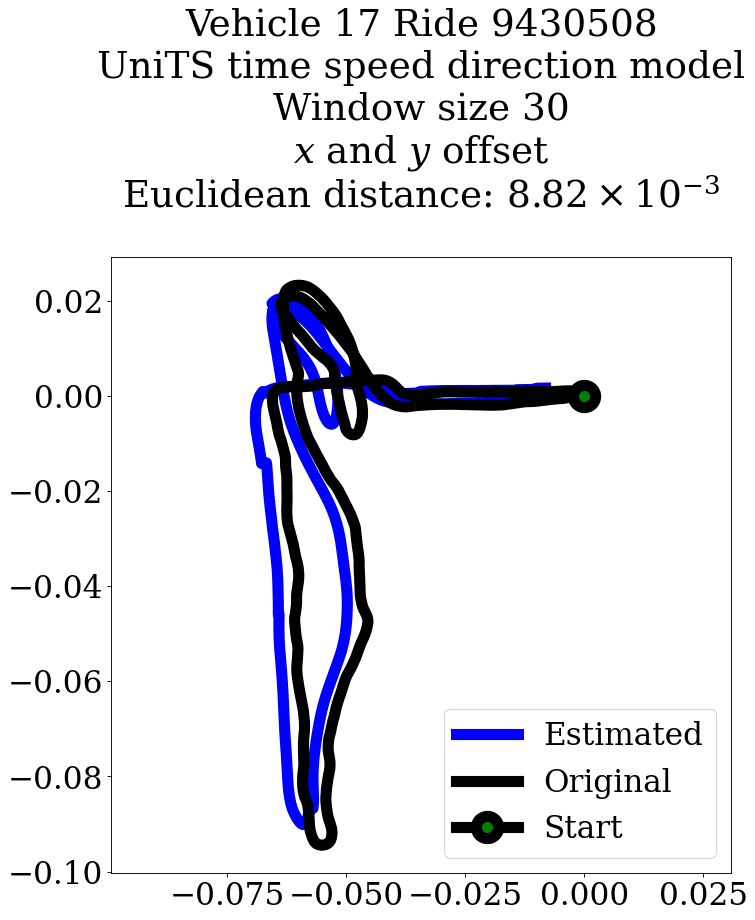 Vehicle 17 Ride 9430508
UniTS time speed direction model
Window size 30
x and y offset
Euclidean distance: 8.82 × 10⁻³
0.02
0.00
−0.02
−0.04
−0.06
−0.08
−0.10
Estimated
Original
Start
−0.075 −0.050 −0.025 0.000 0.025